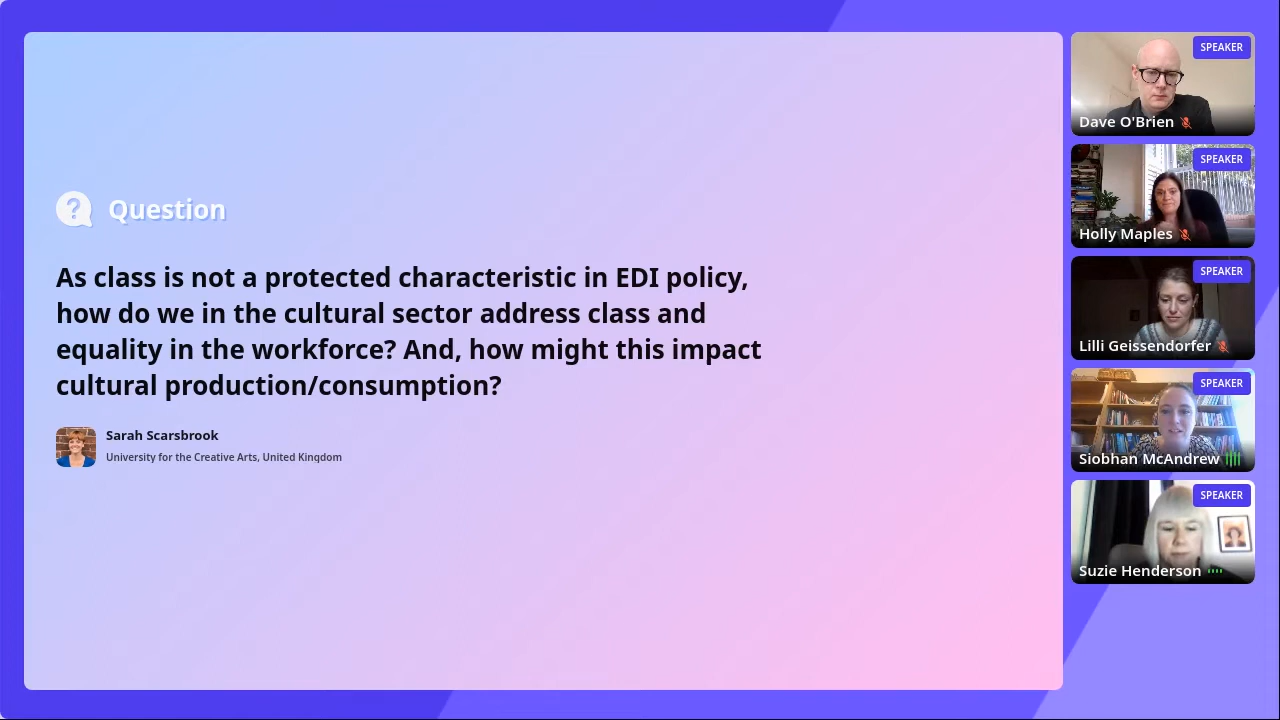 Question
As class is not a protected characteristic in EDI policy,
how do we in the cultural sector address class and
equality in the workforce? And, how might this impact
cultural production/consumption?
Sarah Scarsbrook
University for the Creative Arts, United Kingdom
SPEAKER
Dave O'Brien
SPEAKER
Holly Maples
SPEAKER
Lilli Geissendorfer
SPEAKER
Siobhan McAndrew
SPEAKER
Suzie Henderson